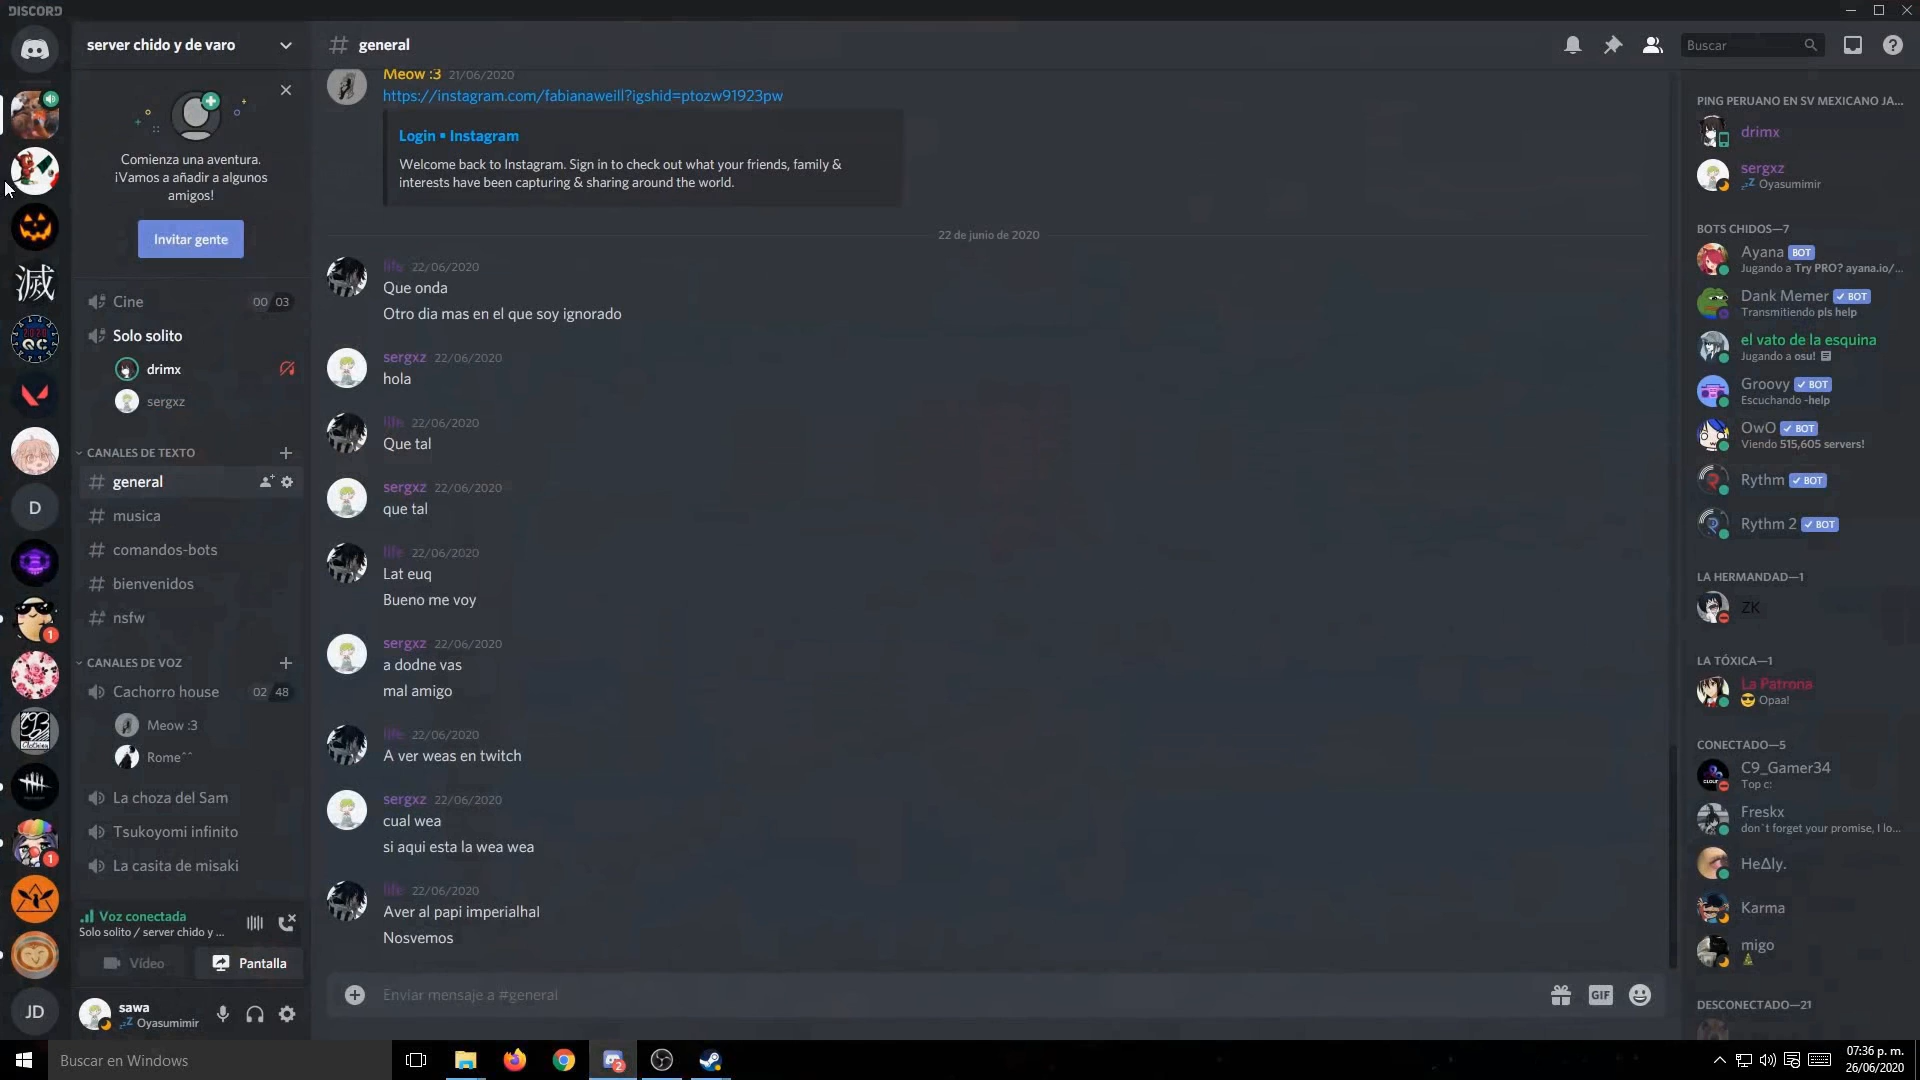 DISCORD
server chido y de varo
general
Buscar
Comienza una aventura.
¡Vamos a añadir a algunos
amigos!
Invitar gente
Cine
00 03
Solo solito
drimx
sergxz
CANALES DE TEXTO
general
musica
comandos-bots
bienvenidos
nsfw
CANALES DE VOZ
Cachorro house
02 48
Meow :3
Rome^^
La choza del Sam
Tsukoyomi infinito
La casita de misaki
Voz conectada
Solo solito / server chido y ...
Vídeo
Pantalla
sawa
Oyasumimir
D
1
1
JD
Meow :3 21/06/2020
https://instagram.com/fabianaweill?igshid=ptozw91923pw
Login • Instagram
Welcome back to Instagram. Sign in to check out what your friends, family &
interests have been capturing & sharing around the world.
22 de junio de 2020
life 22/06/2020
Que onda
Otro dia mas en el que soy ignorado
sergxz 22/06/2020
hola
life 22/06/2020
Que tal
sergxz 22/06/2020
que tal
life 22/06/2020
Lat euq
Bueno me voy
sergxz 22/06/2020
a dodne vas
mal amigo
life 22/06/2020
A ver weas en twitch
sergxz 22/06/2020
cual wea
si aqui esta la wea wea
life 22/06/2020
Aver al papi imperialhal
Nosvemos
Enviar mensaje a #general
GIF
PING PERUANO EN SV MEXICANO JA...
drimx
sergxz
Oyasumimir
BOTS CHIDOS—7
Ayana BOT
Jugando a Try PRO? ayana.io/...
Dank Memer BOT
Transmitiendo pls help
el vato de la esquina
Jugando a osu!
Groovy BOT
Escuchando -help
OwO BOT
Viendo 515,605 servers!
Rythm BOT
Rythm 2 BOT
LA HERMANDAD—1
ZK
LA TÓXICA—1
La Patrona
Opaa!
CONECTADO—5
C9_Gamer34
Top c:
Freskx
don´t forget your promise, I lo...
HeΔly.
Karma
migo
DESCONECTADO—21
Buscar en Windows
2
07:36 p. m.
26/06/2020